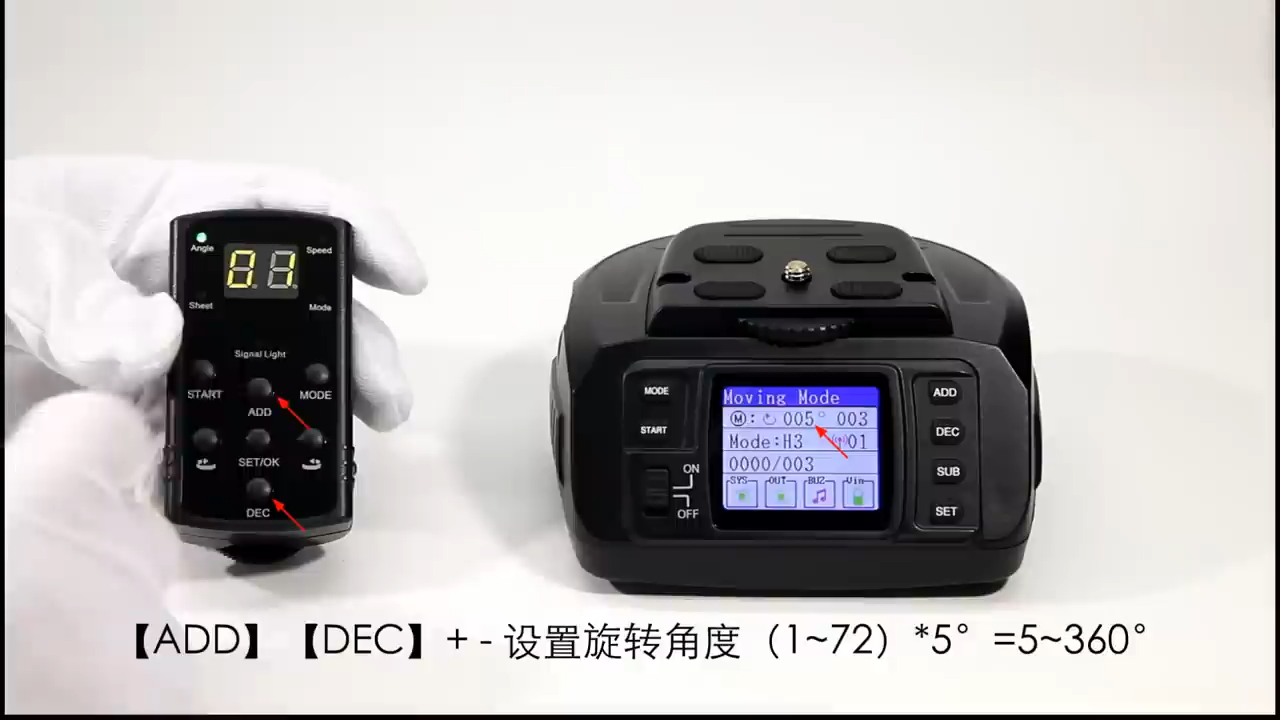 Angle
Speed
01
Sheet
Mode
Signal Light
START
MODE
ADD
SET/OK
DEC
MODE
START
ON
OFF
Moving Mode
M: 005° 003
Mode:H3 01
0000/003
SYS OUT BUZ Vin
ADD
DEC
SUB
SET
【ADD】【DEC】+ - 设置旋转角度（1~72）*5° =5~360°